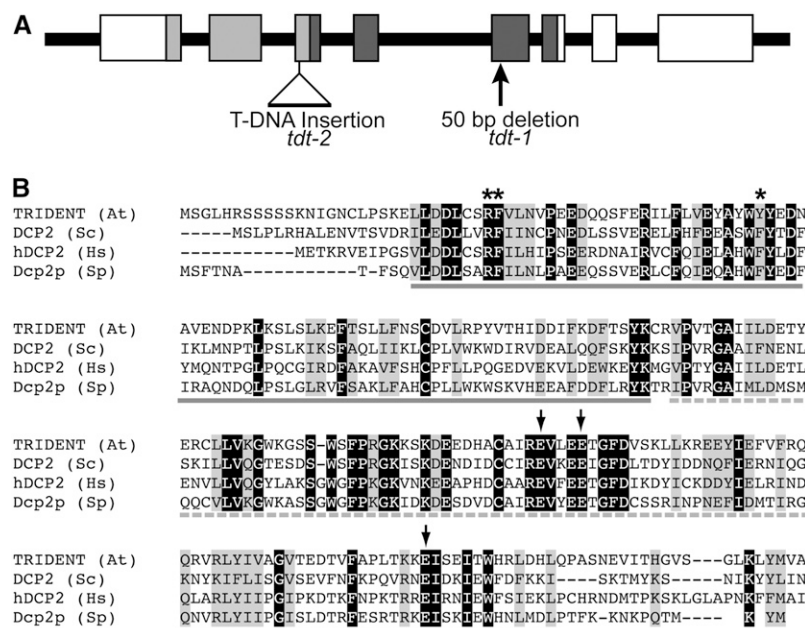 A
T-DNA Insertion
tdt-2
50 bp deletion
tdt-1
B
** *
TRIDENT (At) MSGLHRSSSSSKNIGNCLPSKELLDDLCSRFVLNVPEEDQQSFERILFLVEYAYWYYEDN
DCP2 (Sc) -----MSLPLRHALENVTSVDRILEDLLVRFIINCPNEDLSSVERELFHFEEASWFYTDF
hDCP2 (Hs) -----------METKRVEIPGSVLDDLCSRFILHIPSEERDNAIRVCFQIELAHWFYLDF
Dcp2p (Sp) MSFTNA------------T-FSQVLDDLSARFILNLPAEEQSSVERLCFQIEQAHWFYEDF
TRIDENT (At) AVENDPKLKSLSLKEFTSLLFNSCDVLRPYVTHIDDIFKDFTSYKCRVPVTGAIILDETY
DCP2 (Sc) IKLMNPTLPSLKIKSFAQLIIKLCPLVWKWDIRVDEALQQFSKYKKSIPVRGAAIFNENL
hDCP2 (Hs) YMQNTPGLPQCGIRDFAKAVFSHCPFLLPQGEDVEKVLDEWKEYKMGVPTYGAIILDETL
Dcp2p (Sp) IRAQNDQLPSLGLRVFSAKLFAHCPLLWKWSKVHEEAFDDFLRYKTRIPVRGAIMLDMSM
TRIDENT (At) ERCLLVKGWKGSS-WSFPRGKKSKDEEDHACAIREVLEETGFDVSKLLKREEYIEFVFRQ
DCP2 (Sc) SKILLVQGTESDS-WSFPRGKISKDENDIDCCIREVKEEIGFDLTDYIDDNQFIERNIQG
hDCP2 (Hs) ENVLLVQGYLAKSGWGFPKGKVNKEEAPHDCAAREVFEETGFDIKDYICKDDYIELRIND
Dcp2p (Sp) QQCVLVKGWKASSGWGFPKGKIDKDESDVDCAIREVYEETGFDCSSRINPNEFIDMTIRG
TRIDENT (At) QRVRLYIVAGVTEDTVFAPLTKKEISEITWHRLDHLQPASNEVITHGVS---GLKLYMVA
DCP2 (Sc) KNYKIFLISGVSEVFNFKPQVRNEIDKIEWFDFKKI----SKTMYKS-----NIKYYLIN
hDCP2 (Hs) QLARLYIIPGIPKDTKFNPKTRREIRNIEWFSIEKLPCHRNDMTPKSKLGLAPNKFFMAI
Dcp2p (Sp) QNVRLYIIPGISLDTRFESRTRKEISKIEWHNLMDLPTFK-KNKPQTM---- K YM